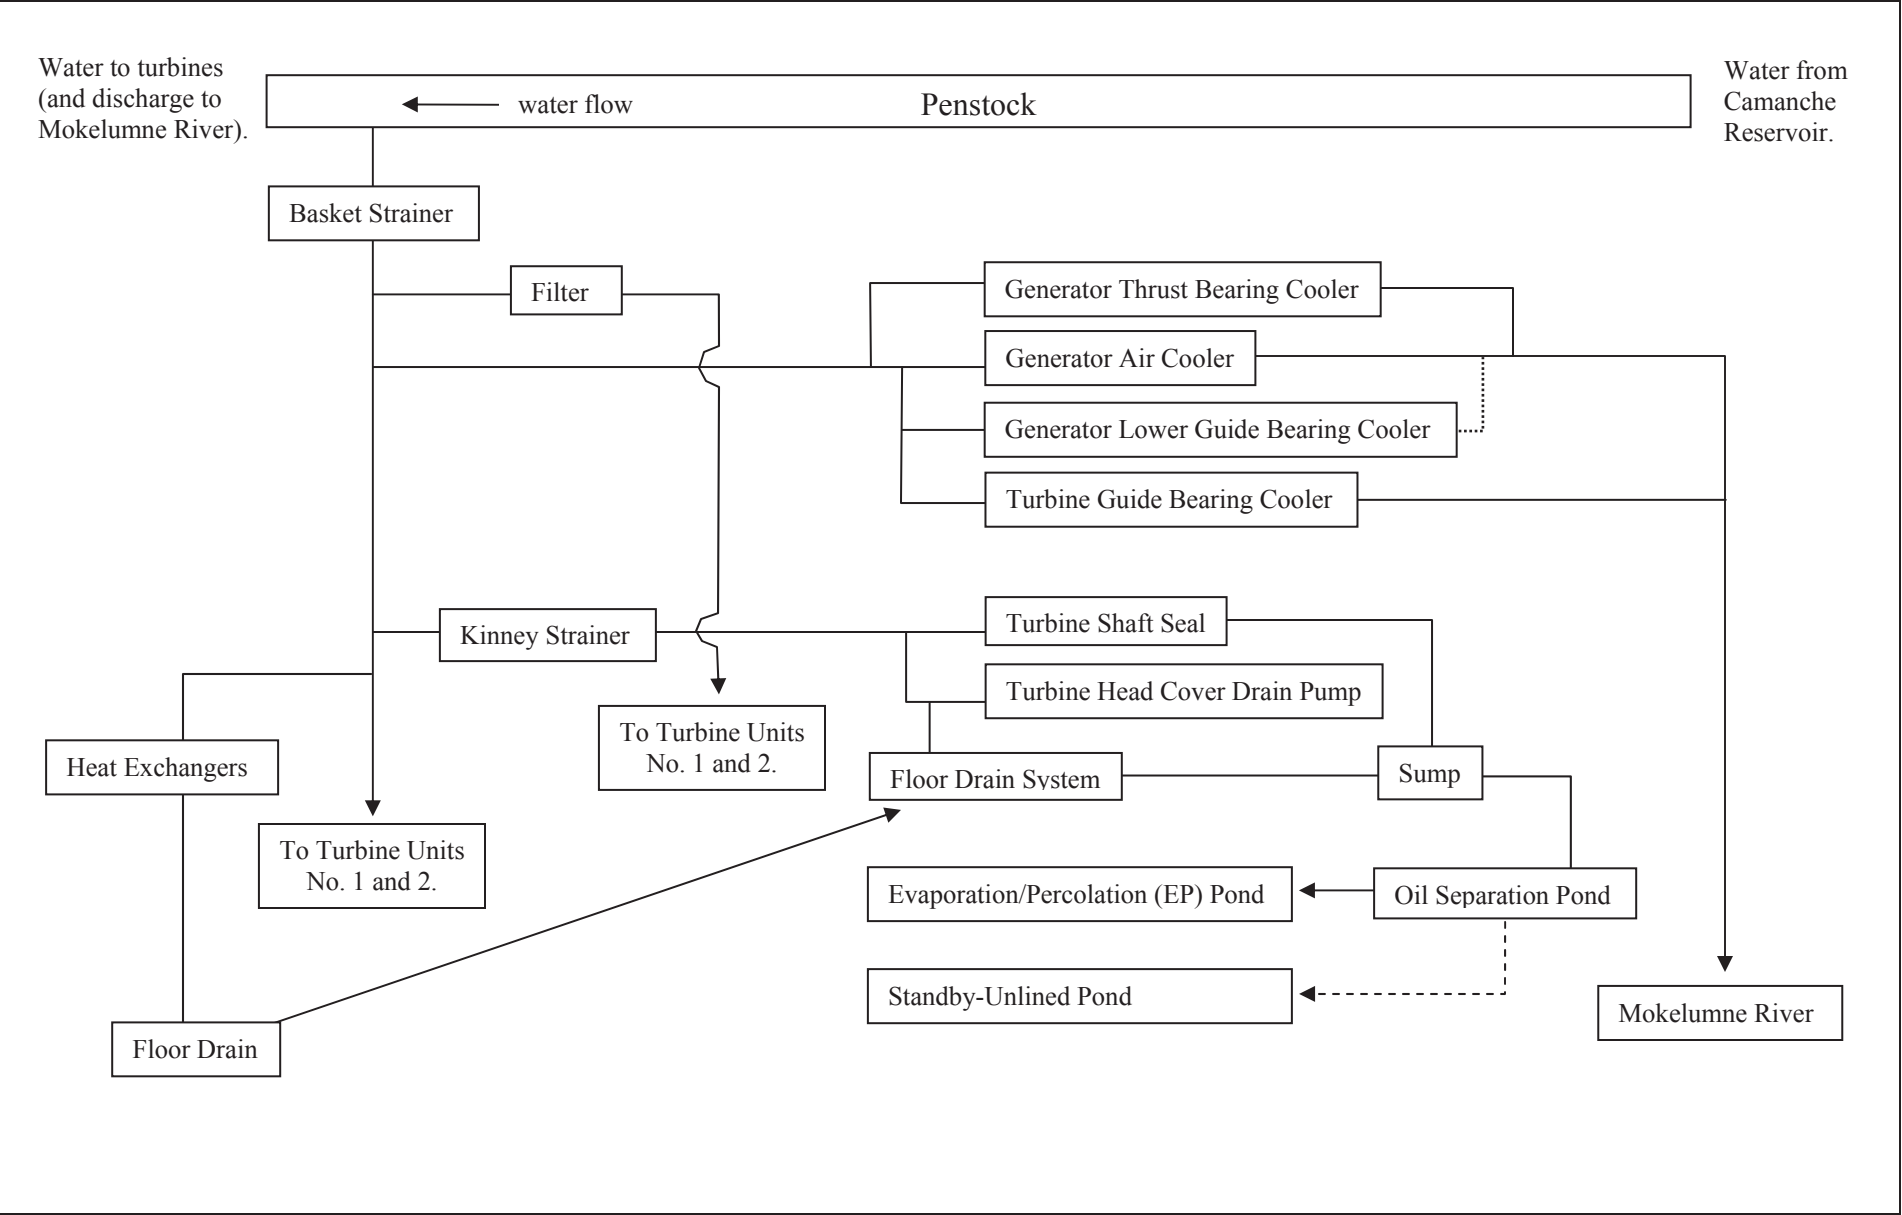 Water to turbines
(and discharge to
Mokelumne River).
water flow
Penstock
Water from
Camanche
Reservoir.
Basket Strainer
Filter
Generator Thrust Bearing Cooler
Generator Air Cooler
Generator Lower Guide Bearing Cooler
Turbine Guide Bearing Cooler
Kinney Strainer
Turbine Shaft Seal
Turbine Head Cover Drain Pump
To Turbine Units
No. 1 and 2.
Heat Exchangers
Floor Drain System
Sump
To Turbine Units
No. 1 and 2.
Evaporation/Percolation (EP) Pond
Oil Separation Pond
Standby-Unlined Pond
Mokelumne River
Floor Drain